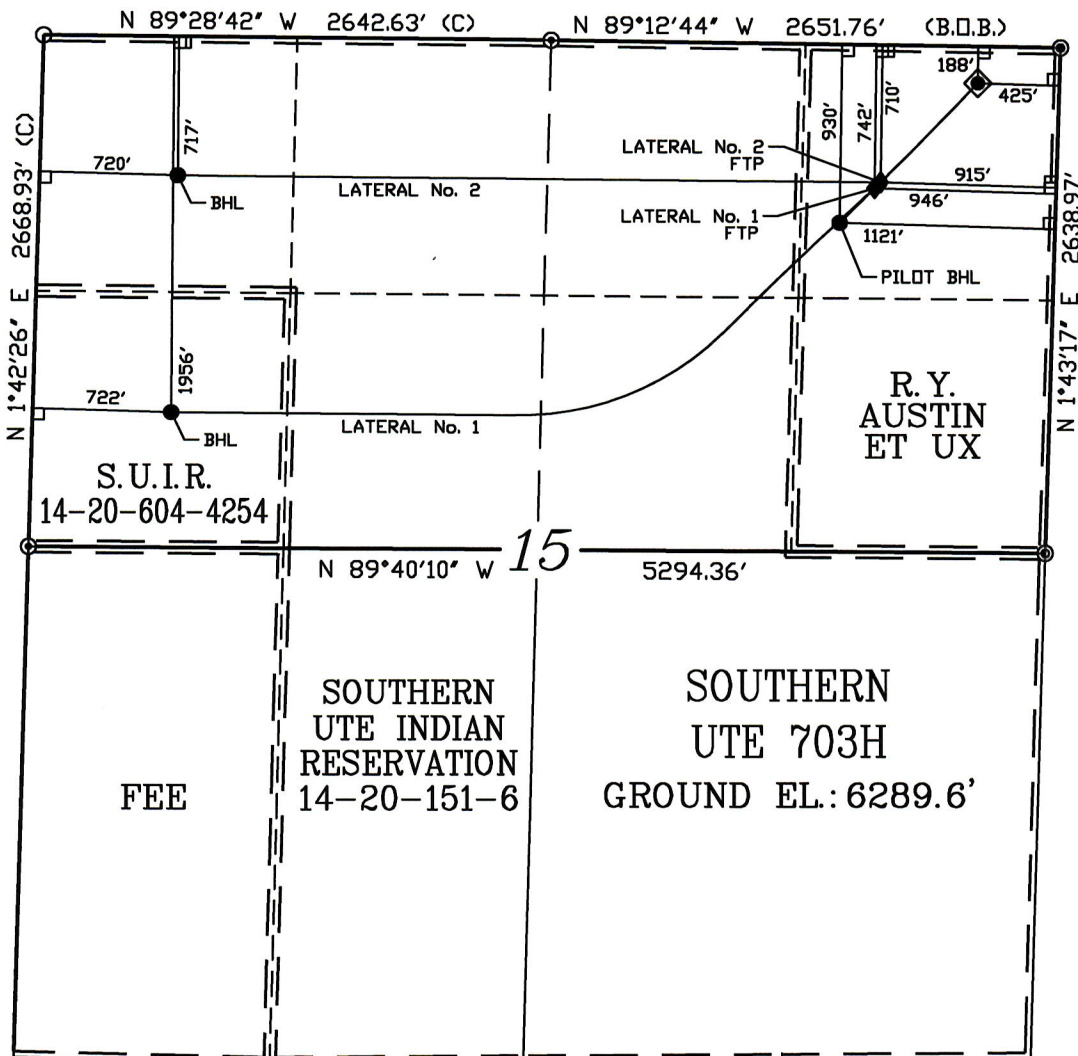 N 89°28'42" W 2642.63' (C) N 89°12'44" W 2651.76' (B.O.B.)
188'
425'
930'
742'
710'
717'
720'
BHL
LATERAL No. 2
LATERAL No. 2
FTP
LATERAL No. 1
FTP
915'
946'
1121'
PILOT BHL
N 1°42'26" E 2668.93' (C)
N 1°43'17" E 2638.97'
1956'
722'
BHL
LATERAL No. 1
R.Y.
AUSTIN
ET UX
S.U.I.R.
14-20-604-4254
15
N 89°40'10" W 5294.36'
FEE
SOUTHERN
UTE INDIAN
RESERVATION
14-20-151-6
SOUTHERN
UTE 703H
GROUND EL.: 6289.6'